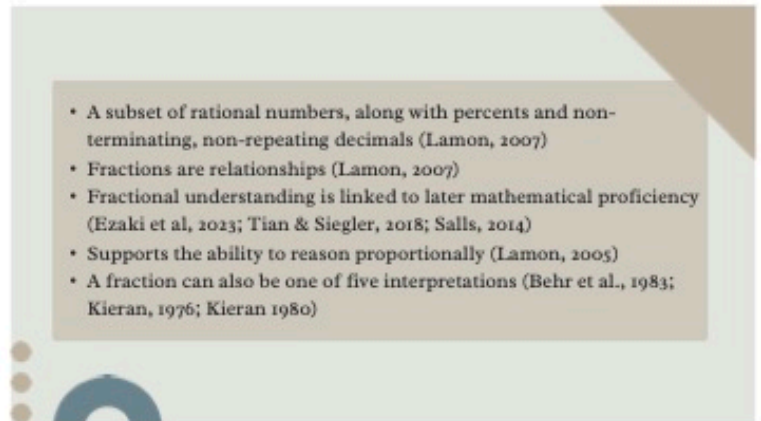 • A subset of rational numbers, along with percents and non-
terminating, non-repeating decimals (Lamon, 2007)
• Fractions are relationships (Lamon, 2007)
• Fractional understanding is linked to later mathematical proficiency
(Ezaki et al, 2023; Tian & Siegler, 2018; Salls, 2014)
• Supports the ability to reason proportionally (Lamon, 2005)
• A fraction can also be one of five interpretations (Behr et al., 1983;
Kieran, 1976; Kieran 1980)